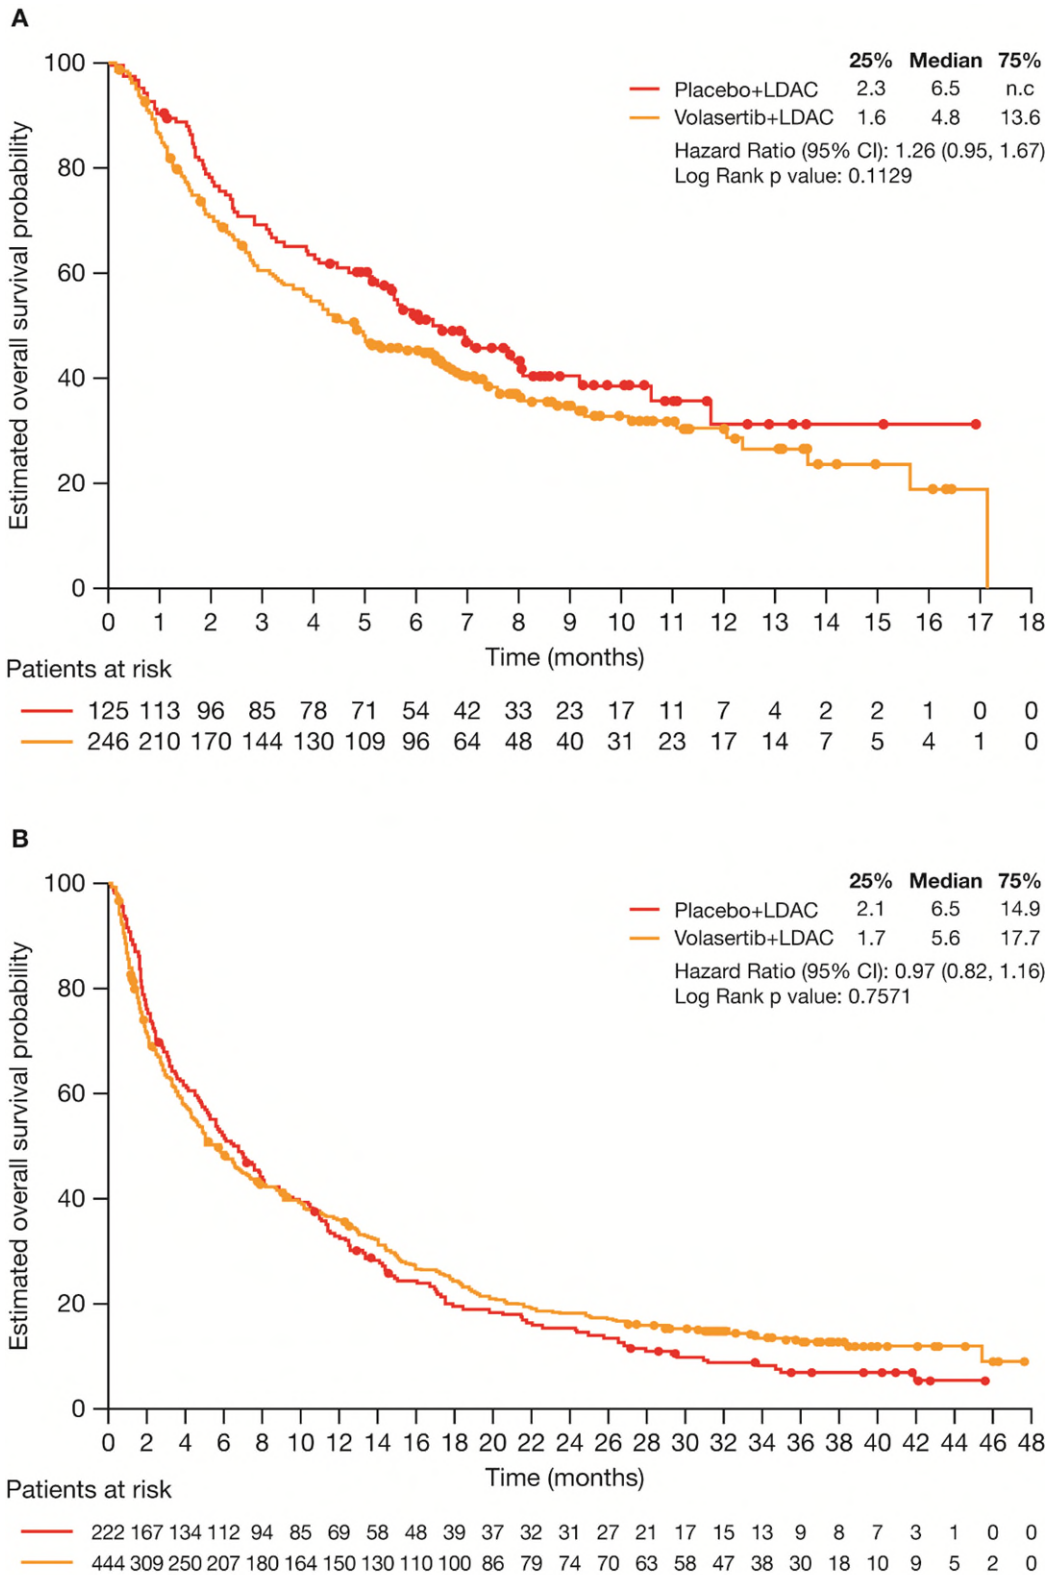 A
25% Median 75%
Placebo+LDAC 2.3 6.5 n.c
Volasertib+LDAC 1.6 4.8 13.6
Hazard Ratio (95% CI): 1.26 (0.95, 1.67)
Log Rank p value: 0.1129
Estimated overall survival probability
100
80
60
40
20
0
0 1 2 3 4 5 6 7 8 9 10 11 12 13 14 15 16 17 18
Time (months)
Patients at risk
125 113 96 85 78 71 54 42 33 23 17 11 7 4 2 2 1 0 0
246 210 170 144 130 109 96 64 48 40 31 23 17 14 7 5 4 1 0
B
25% Median 75%
Placebo+LDAC 2.1 6.5 14.9
Volasertib+LDAC 1.7 5.6 17.7
Hazard Ratio (95% CI): 0.97 (0.82, 1.16)
Log Rank p value: 0.7571
Estimated overall survival probability
100
80
60
40
20
0
0 2 4 6 8 10 12 14 16 18 20 22 24 26 28 30 32 34 36 38 40 42 44 46 48
Time (months)
Patients at risk
222 167 134 112 94 85 69 58 48 39 37 32 31 27 21 17 15 13 9 8 7 3 1 0 0
444 309 250 207 180 164 150 130 110 100 86 79 74 70 63 58 47 38 30 18 10 9 5 2 0